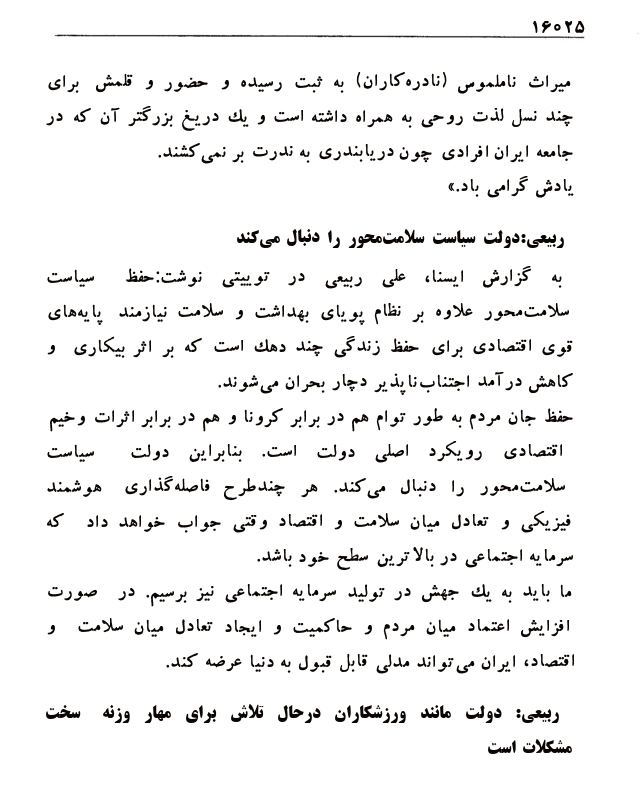 ۱۶۰۲۵
میراث ناملموس (نادره‌کاران) به ثبت رسیده و حضور و قلمش برای
چند نسل لذت روحی به همراه داشته است و یك دریغ بزرگتر آن که در
جامعه ایران افرادی چون دریابندری به ندرت بر نمی‌کشند.
یادش گرامی باد.»
ربیعی:دولت سیاست سلامت‌محور را دنبال می‌کند
به گزارش ایسنا، علی ربیعی در توییتی نوشت:حفظ سیاست
سلامت‌محور علاوه بر نظام پویای بهداشت و سلامت نیازمند پایه‌های
قوی اقتصادی برای حفظ زندگی چند دهك است که بر اثر بیکاری و
کاهش درآمد اجتناب‌ناپذیر دچار بحران می‌شوند.
حفظ جان مردم به طور توام هم در برابر کرونا و هم در برابر اثرات وخیم
اقتصادی رویکرد اصلی دولت است. بنابراین دولت سیاست
سلامت‌محور را دنبال می‌کند. هر چندطرح فاصله‌گذاری هوشمند
فیزیکی و تعادل میان سلامت و اقتصاد وقتی جواب خواهد داد که
سرمایه اجتماعی در بالاترین سطح خود باشد.
ما باید به یك جهش در تولید سرمایه اجتماعی نیز برسیم. در صورت
افزایش اعتماد میان مردم و حاکمیت و ایجاد تعادل میان سلامت و
اقتصاد، ایران می‌تواند مدلی قابل قبول به دنیا عرضه کند.
ربیعی: دولت مانند ورزشکاران درحال تلاش برای مهار وزنه سخت
مشکلات است